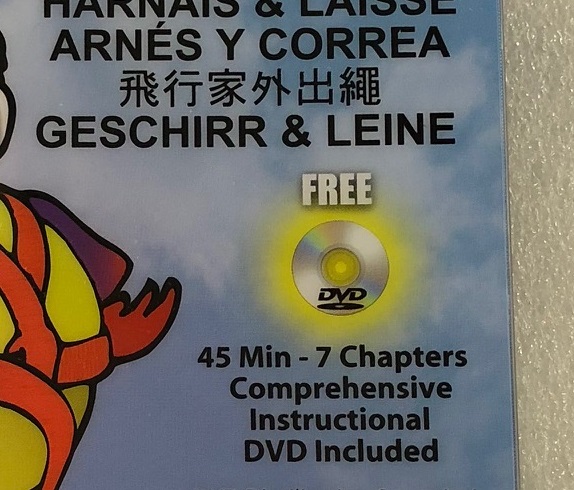 HARNAIS & LAISSE
ARNÉS Y CORREA
飛行家外出繩
GESCHIRR & LEINE
FREE
DVD
45 Min - 7 Chapters
Comprehensive
Instructional
DVD Included